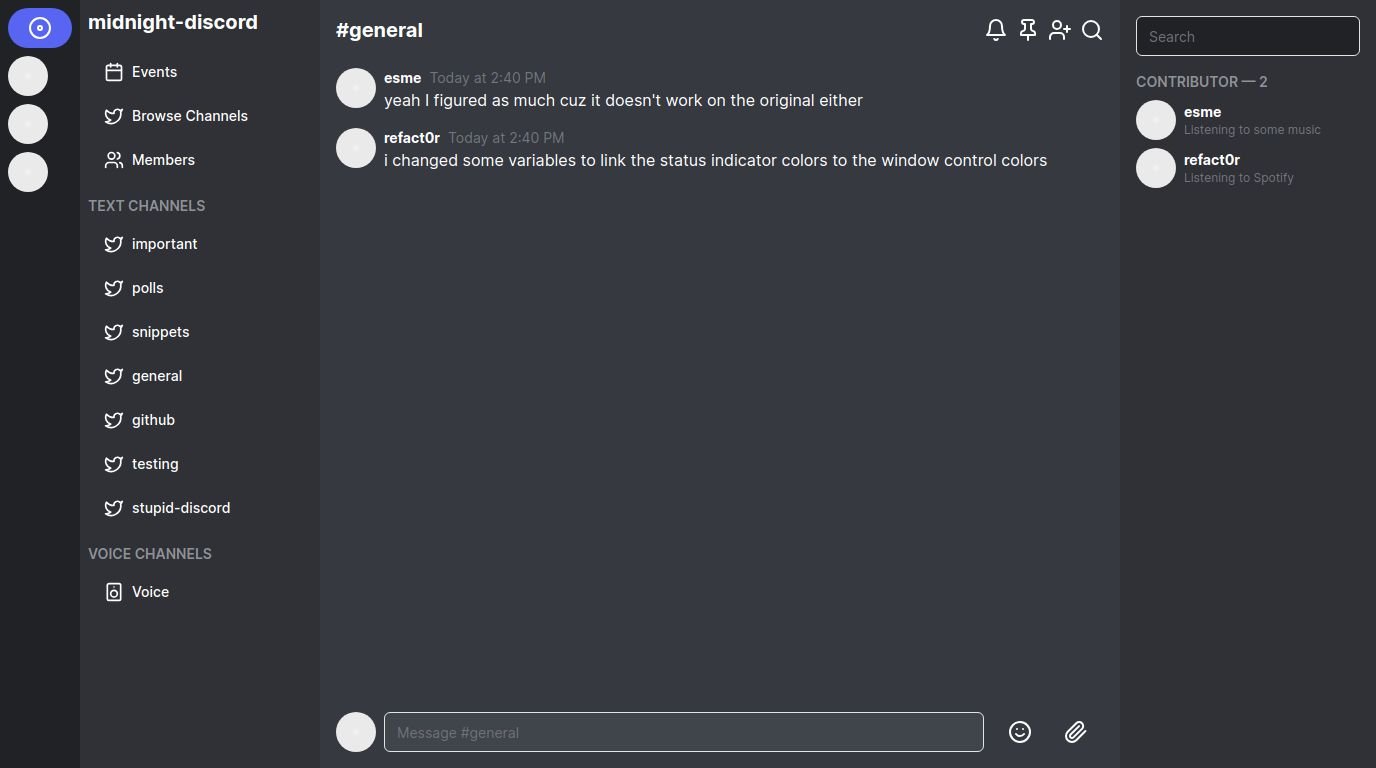 midnight-discord
Events
Browse Channels
Members
TEXT CHANNELS
important
polls
snippets
general
github
testing
stupid-discord
VOICE CHANNELS
Voice
#general
esme Today at 2:40 PM
yeah I figured as much cuz it doesn't work on the original either
refact0r Today at 2:40 PM
i changed some variables to link the status indicator colors to the window control colors
Message #general
Search
CONTRIBUTOR — 2
esme
Listening to some music
refact0r
Listening to Spotify